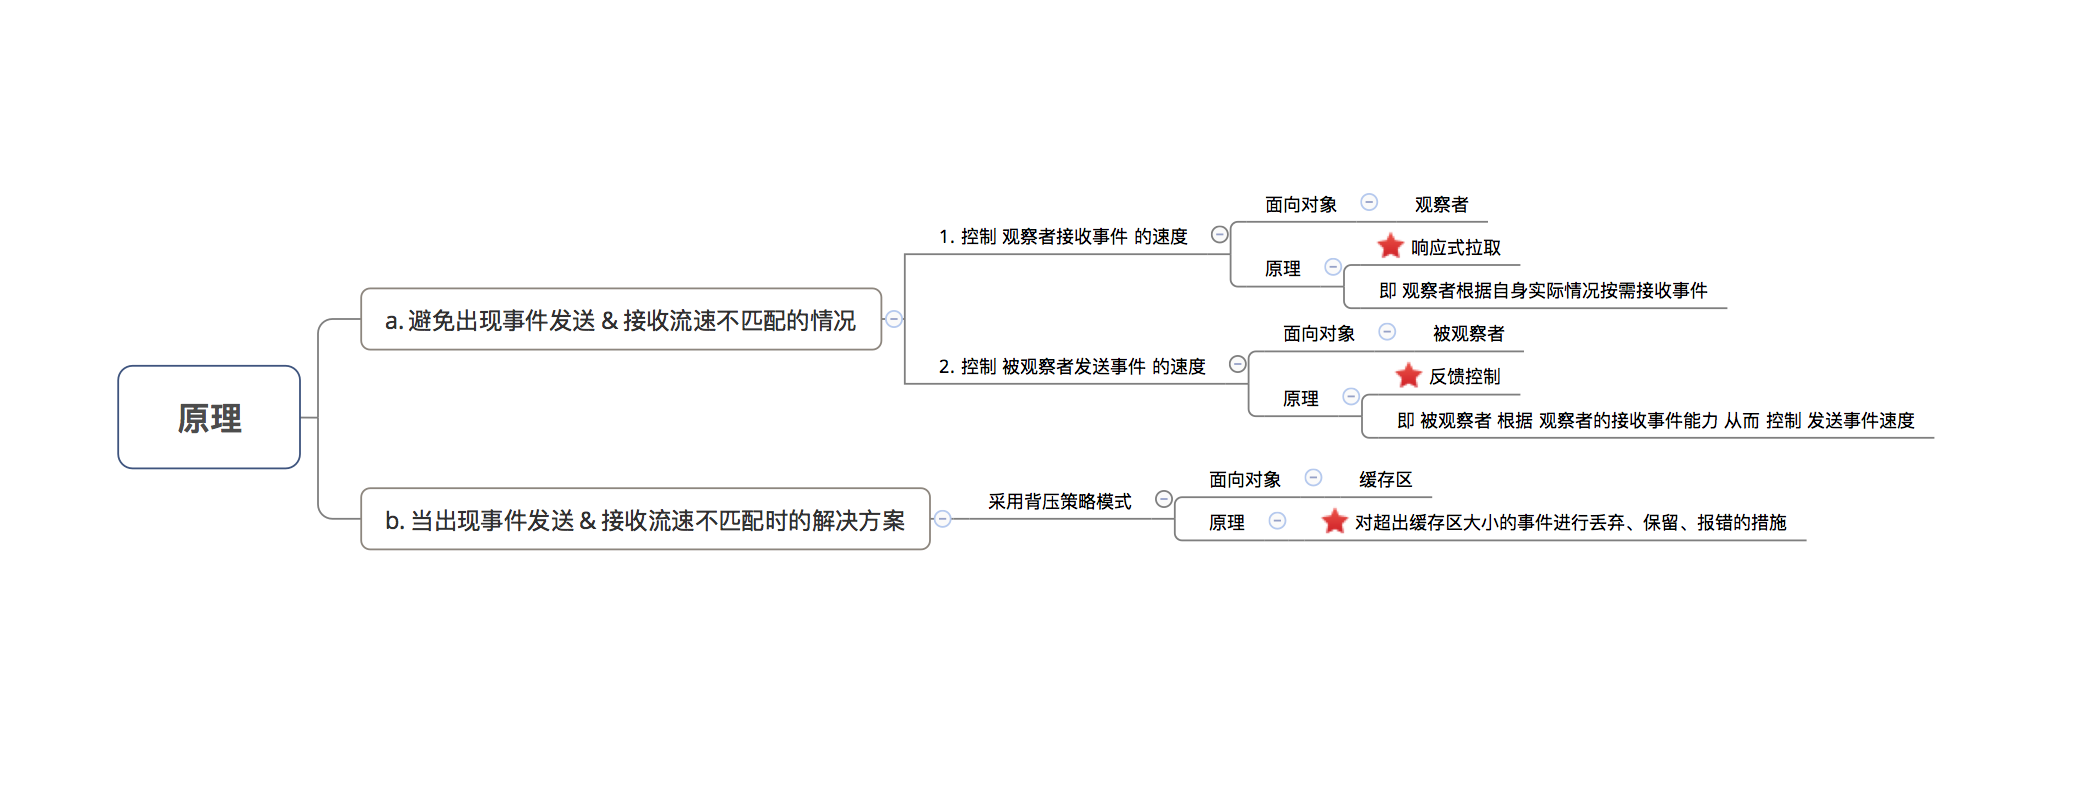 原理
a. 避免出现事件发送 & 接收流速不匹配的情况
1. 控制 观察者接收事件 的速度
面向对象
观察者
原理
响应式拉取
即 观察者根据自身实际情况按需接收事件
2. 控制 被观察者发送事件 的速度
面向对象
被观察者
原理
反馈控制
即 被观察者 根据 观察者的接收事件能力 从而 控制 发送事件速度
b. 当出现事件发送 & 接收流速不匹配时的解决方案
采用背压策略模式
面向对象
缓存区
原理
对超出缓存区大小的事件进行丢弃、保留、报错的措施